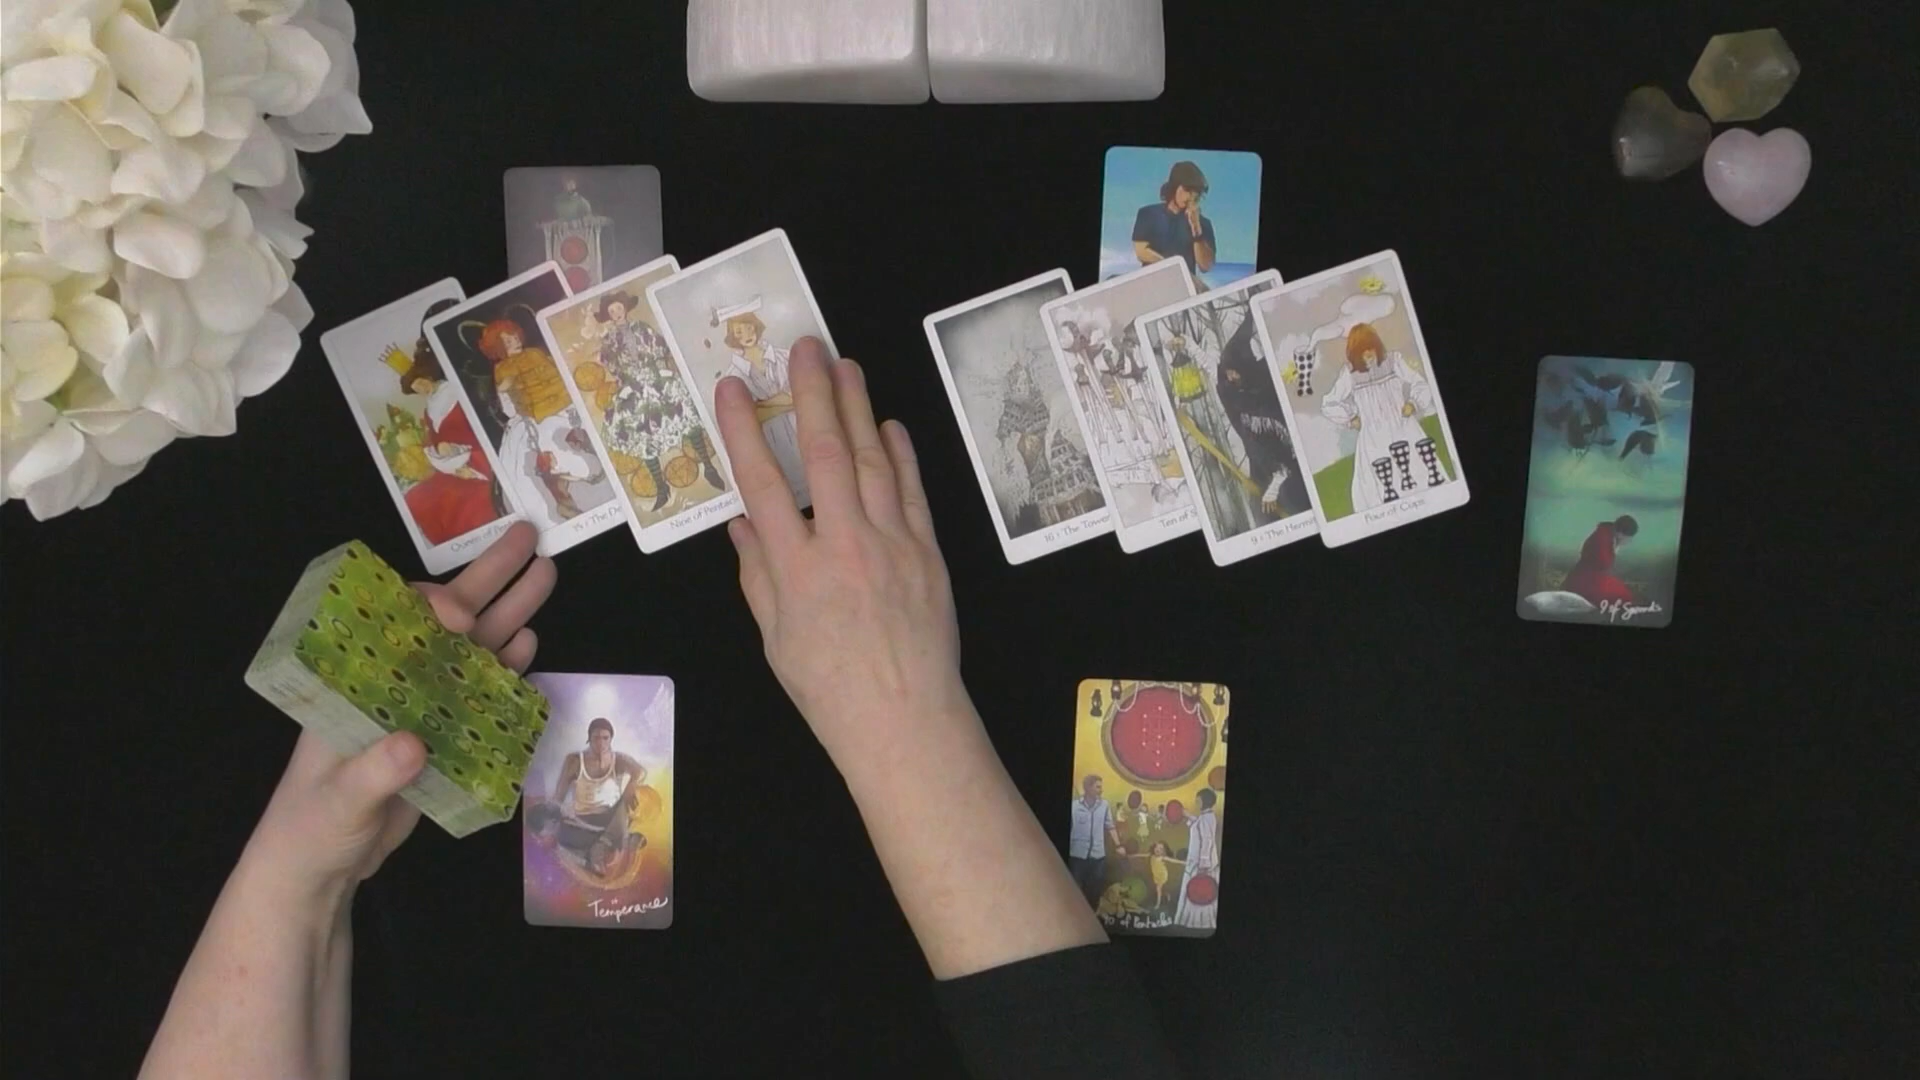 Queen of Pent
15 : The De
Nine of Pentac
16 : The Tower
Ten of S
9 : The Hermi
Four of Cups
9 of Swords
Temperance
10 of Pentacles